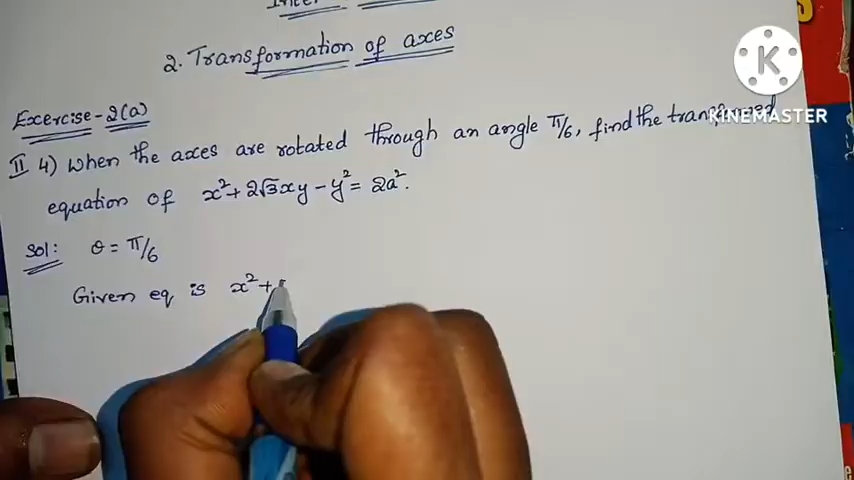 2. Transformation of axes
KINEMASTER
Exercise-2(a)
II 4) When the axes are rotated through an angle π/6, find the transformed
equation of x²+2√3xy-y²=2a².
Sol: θ = π/6
Given eq is x²+